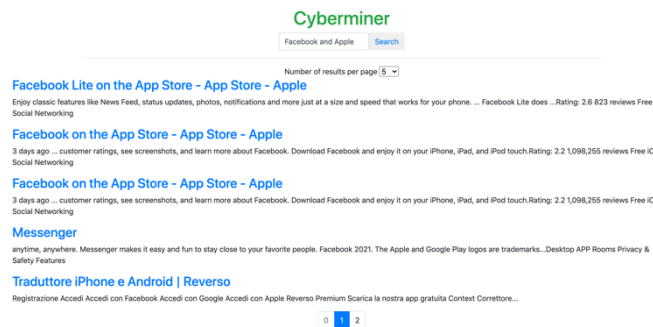 Cyberminer
Facebook and Apple Search
Number of results per page 5
Facebook Lite on the App Store - App Store - Apple
Enjoy classic features like News Feed, status updates, photos, notifications and more just at a size and speed that works for your phone. ... Facebook Lite does ...Rating: 2.6 823 reviews Free
Social Networking
Facebook on the App Store - App Store - Apple
3 days ago ... customer ratings, see screenshots, and learn more about Facebook. Download Facebook and enjoy it on your iPhone, iPad, and iPod touch.Rating: 2.2 1,098,255 reviews Free iO
Social Networking
Facebook on the App Store - App Store - Apple
3 days ago ... customer ratings, see screenshots, and learn more about Facebook. Download Facebook and enjoy it on your iPhone, iPad, and iPod touch.Rating: 2.2 1,098,255 reviews Free iO
Social Networking
Messenger
anytime, anywhere. Messenger makes it easy and fun to stay close to your favorite people. Facebook 2021. The Apple and Google Play logos are trademarks...Desktop APP Rooms Privacy &
Safety Features
Traduttore iPhone e Android | Reverso
Registrazione Accedi Accedi con Facebook Accedi con Google Accedi con Apple Reverso Premium Scarica la nostra app gratuita Context Correttore...
0 1 2